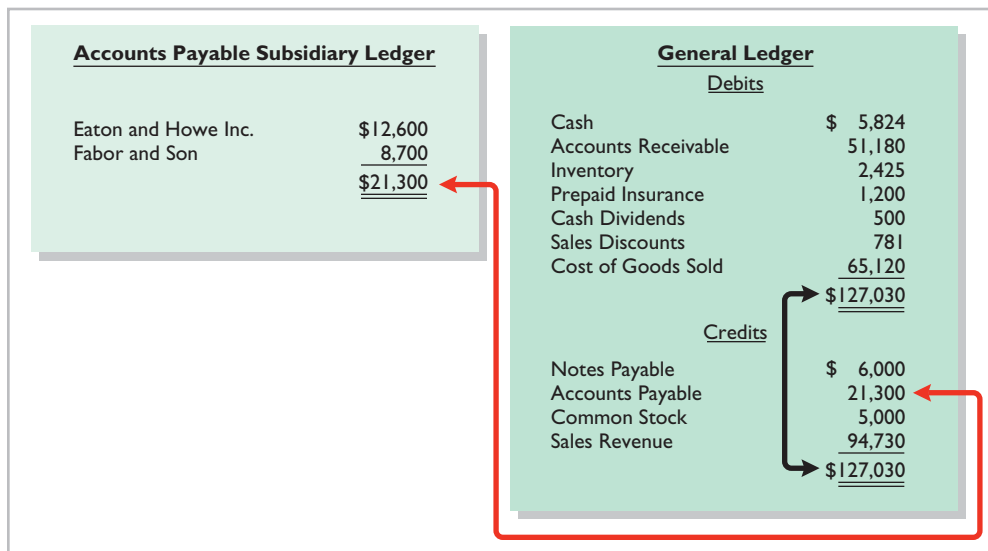 Accounts Payable Subsidiary Ledger
Eaton and Howe Inc. $12,600
Fabor and Son 8,700
$21,300
General Ledger
Debits
Cash $ 5,824
Accounts Receivable 51,180
Inventory 2,425
Prepaid Insurance 1,200
Cash Dividends 500
Sales Discounts 781
Cost of Goods Sold 65,120
$127,030
Credits
Notes Payable $ 6,000
Accounts Payable 21,300
Common Stock 5,000
Sales Revenue 94,730
$127,030